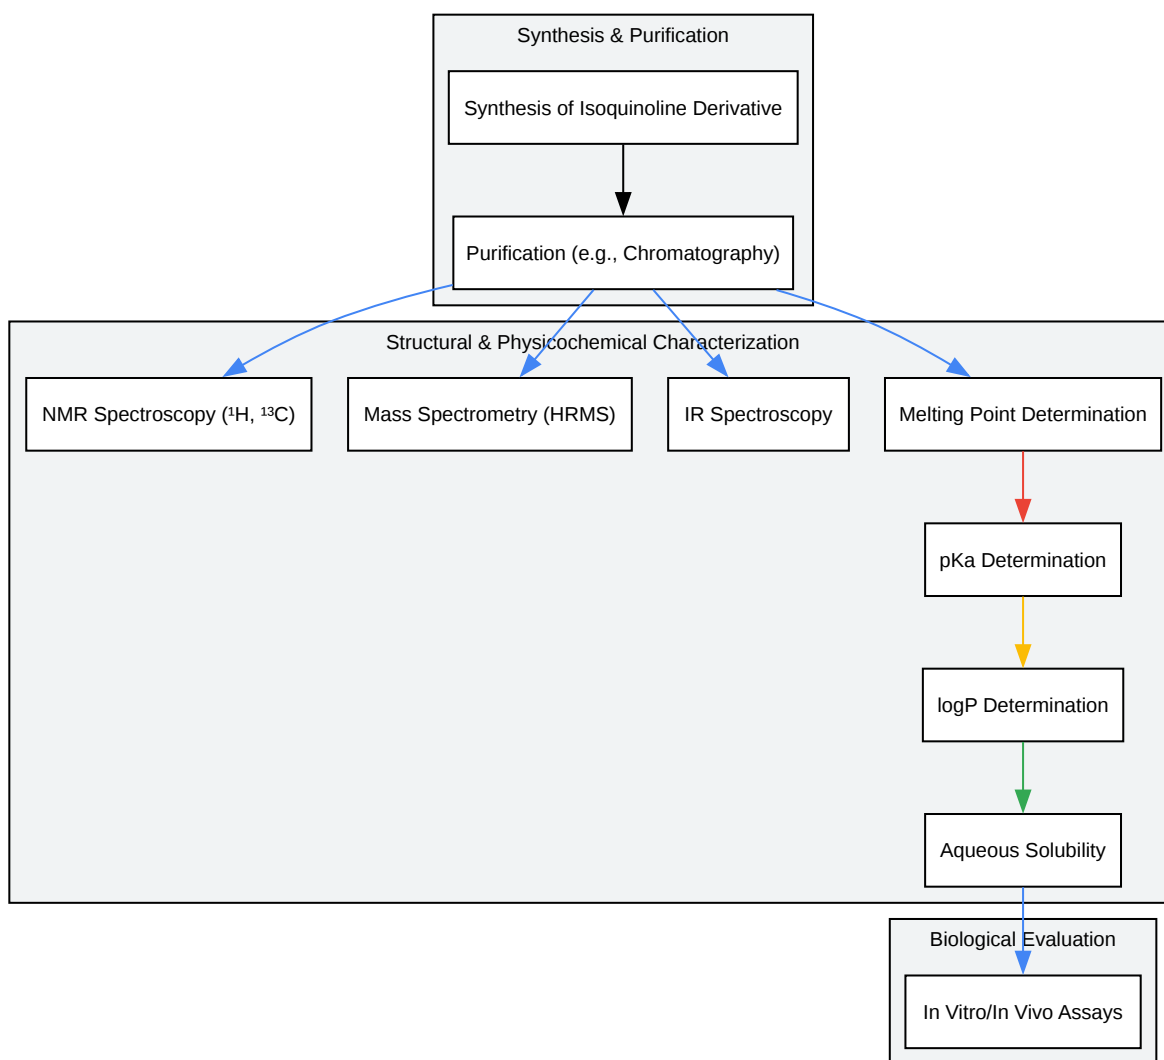 Synthesis & Purification
Synthesis of Isoquinoline Derivative
Purification (e.g., Chromatography)
Structural & Physicochemical Characterization
NMR Spectroscopy (¹H, ¹³C)
Mass Spectrometry (HRMS)
IR Spectroscopy
Melting Point Determination
pKa Determination
logP Determination
Aqueous Solubility
Biological Evaluation
In Vitro/In Vivo Assays